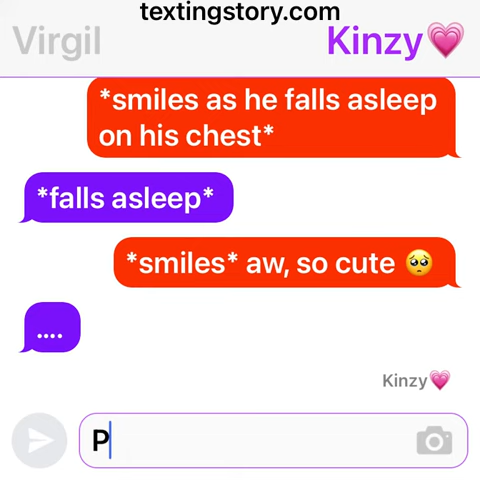 textingstory.com
Virgil
Kinzy💗
*smiles as he falls asleep
on his chest*
*falls asleep*
*smiles* aw, so cute 🥺
....
Kinzy💗
P